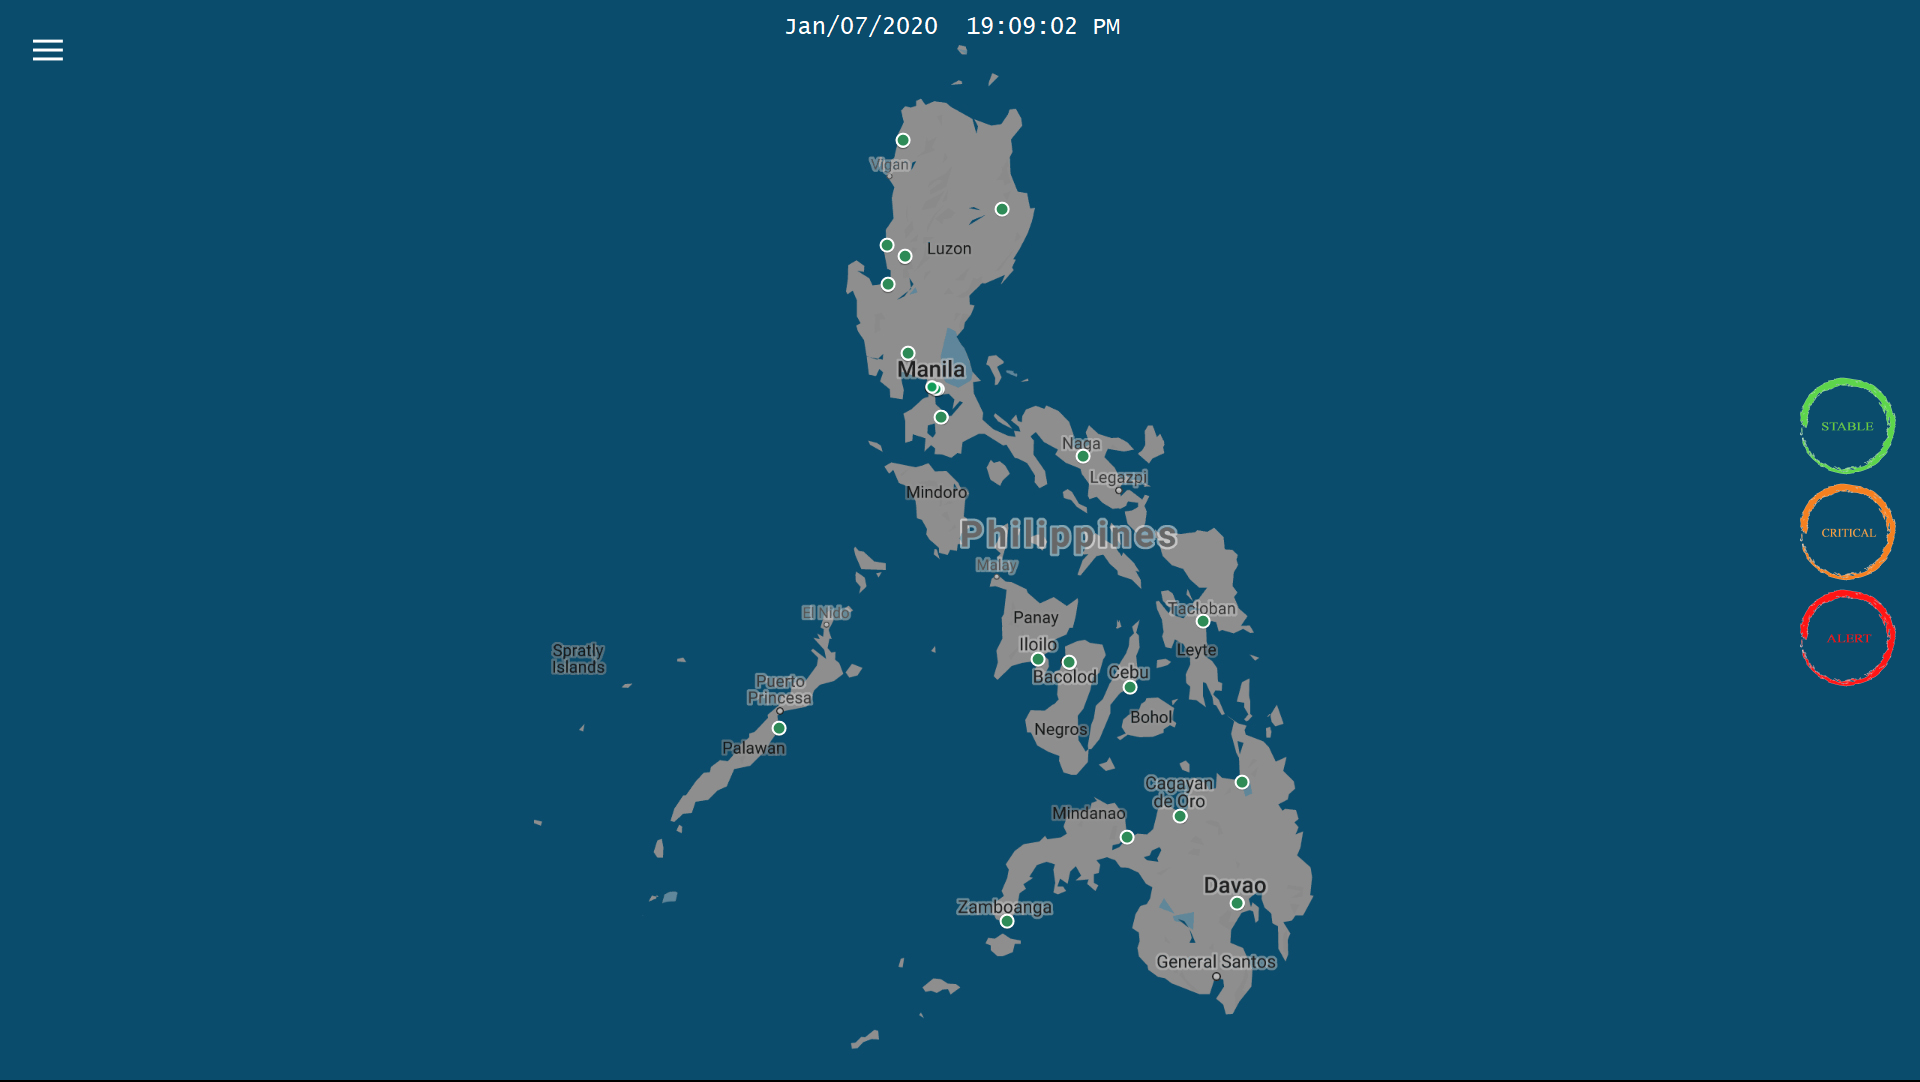 Jan/07/2020 19:09:02 PM
Vigan
Luzon
Manila
Naga
Legazpi
Mindoro
Philippines
Malay
El Nido
Panay
Tacloban
Iloilo
Leyte
Spratly
Islands
Bacolod
Cebu
Puerto
Princesa
Bohol
Negros
Palawan
Cagayan
de Oro
Mindanao
Davao
Zamboanga
General Santos
STABLE
CRITICAL
ALERT